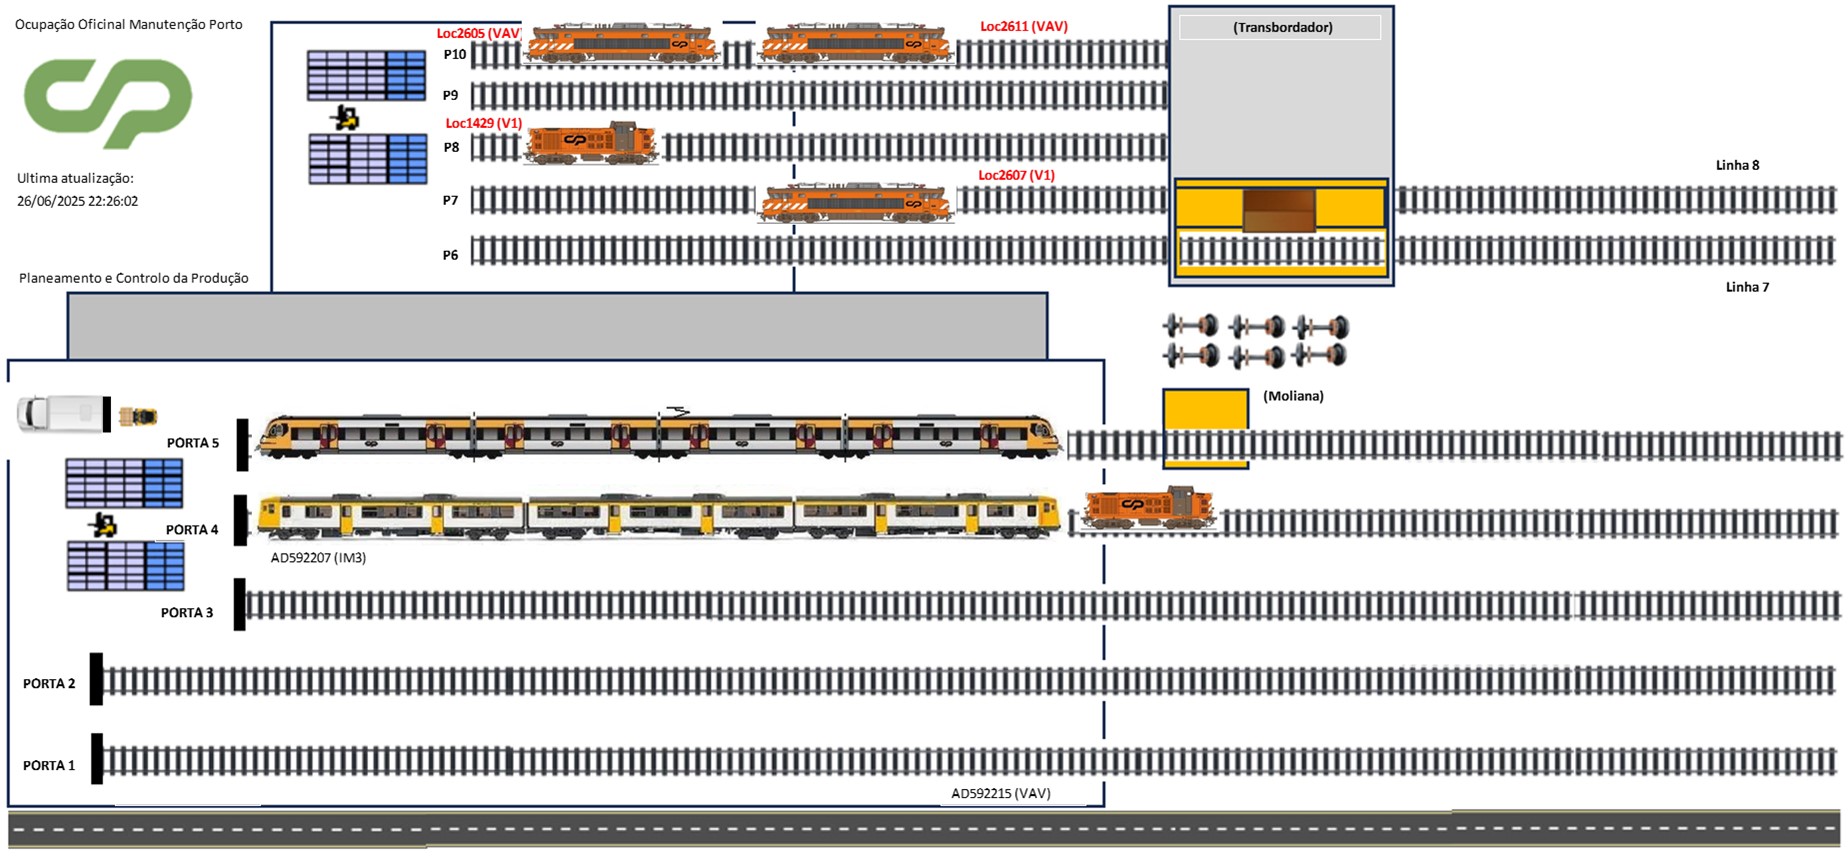 Ocupação Oficinal Manutenção Porto
CP
Ultima atualização:
26/06/2025 22:26:02
Planeamento e Controlo da Produção
Loc2605 (VAV)
Loc2611 (VAV)
P10
P9
Loc1429 (V1)
P8
Loc2607 (V1)
P7
P6
(Transbordador)
Linha 8
Linha 7
(Moliana)
PORTA 5
PORTA 4
AD592207 (IM3)
PORTA 3
PORTA 2
PORTA 1
AD592215 (VAV)